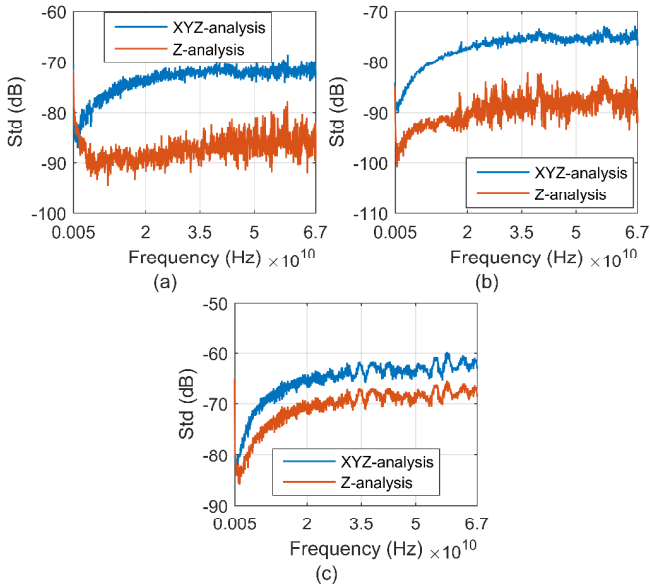 -60
-70
-80
-90
-100
Std (dB)
XYZ-analysis
Z-analysis
0.005
2
3.5
5
6.7
Frequency (Hz) ×10^10
(a)
-70
-80
-90
-100
-110
Std (dB)
XYZ-analysis
Z-analysis
0.005
2
3.5
5
6.7
Frequency (Hz) ×10^10
(b)
-50
-60
-70
-80
-90
Std (dB)
XYZ-analysis
Z-analysis
0.005
2
3.5
5
6.7
Frequency (Hz) ×10^10
(c)